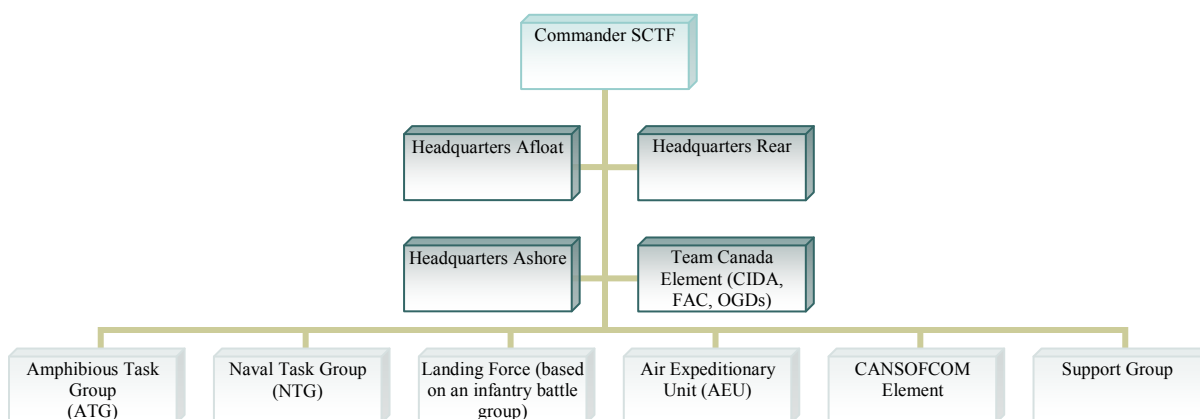 Commander SCTF
Headquarters Afloat
Headquarters Rear
Headquarters Ashore
Team Canada
Element (CIDA,
FAC, OGDs)
Amphibious Task
Group
(ATG)
Naval Task Group
(NTG)
Landing Force (based
on an infantry battle
group)
Air Expeditionary
Unit (AEU)
CANSOFCOM
Element
Support Group